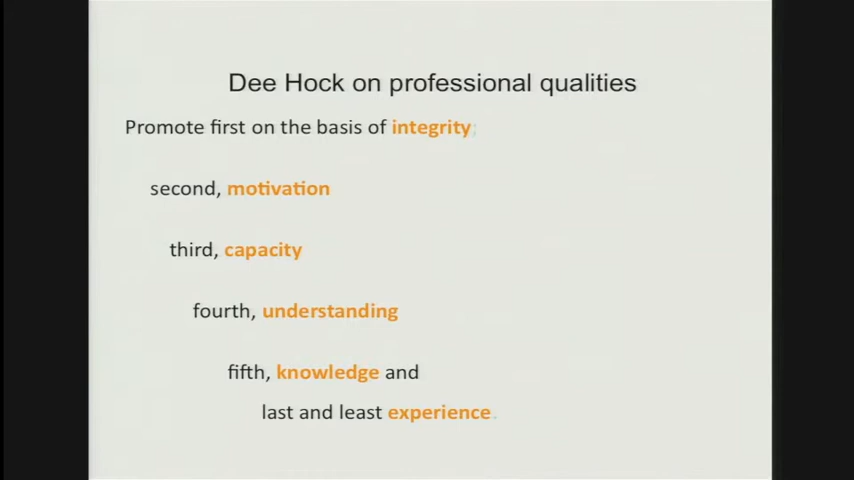 Dee Hock on professional qualities
Promote first on the basis of integrity;
second, motivation
third, capacity
fourth, understanding
fifth, knowledge and
last and least experience.